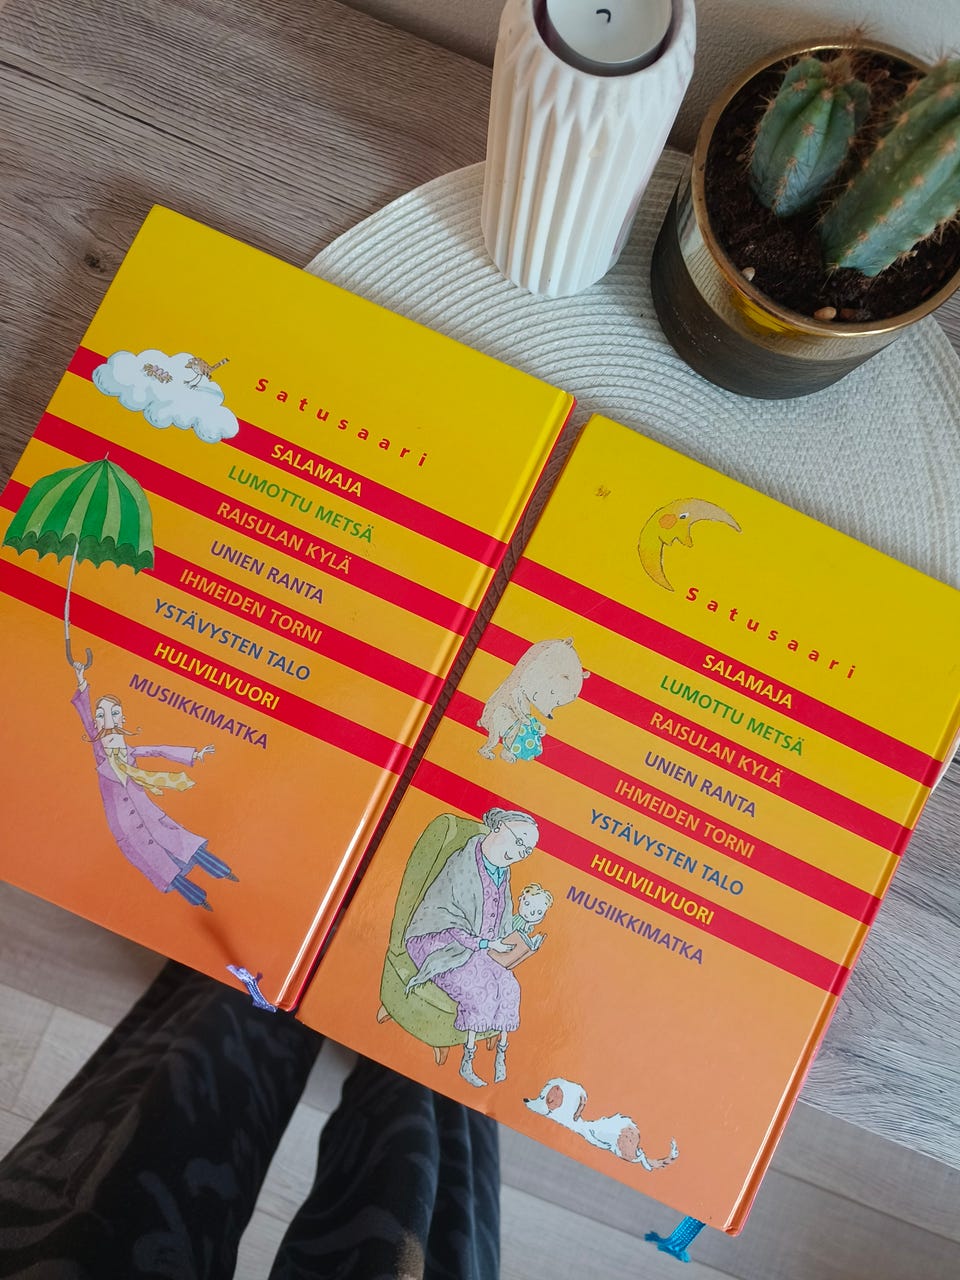 Satusaari
SALAMAJA
LUMOTTU METSÄ
RAISULAN KYLÄ
UNIEN RANTA
IHMEIDEN TORNI
YSTÄVYSTEN TALO
HULIVILIVUORI
MUSIIKKIMATKA
Satusaari
SALAMAJA
LUMOTTU METSÄ
RAISULAN KYLÄ
UNIEN RANTA
IHMEIDEN TORNI
YSTÄVYSTEN TALO
HULIVILIVUORI
MUSIIKKIMATKA